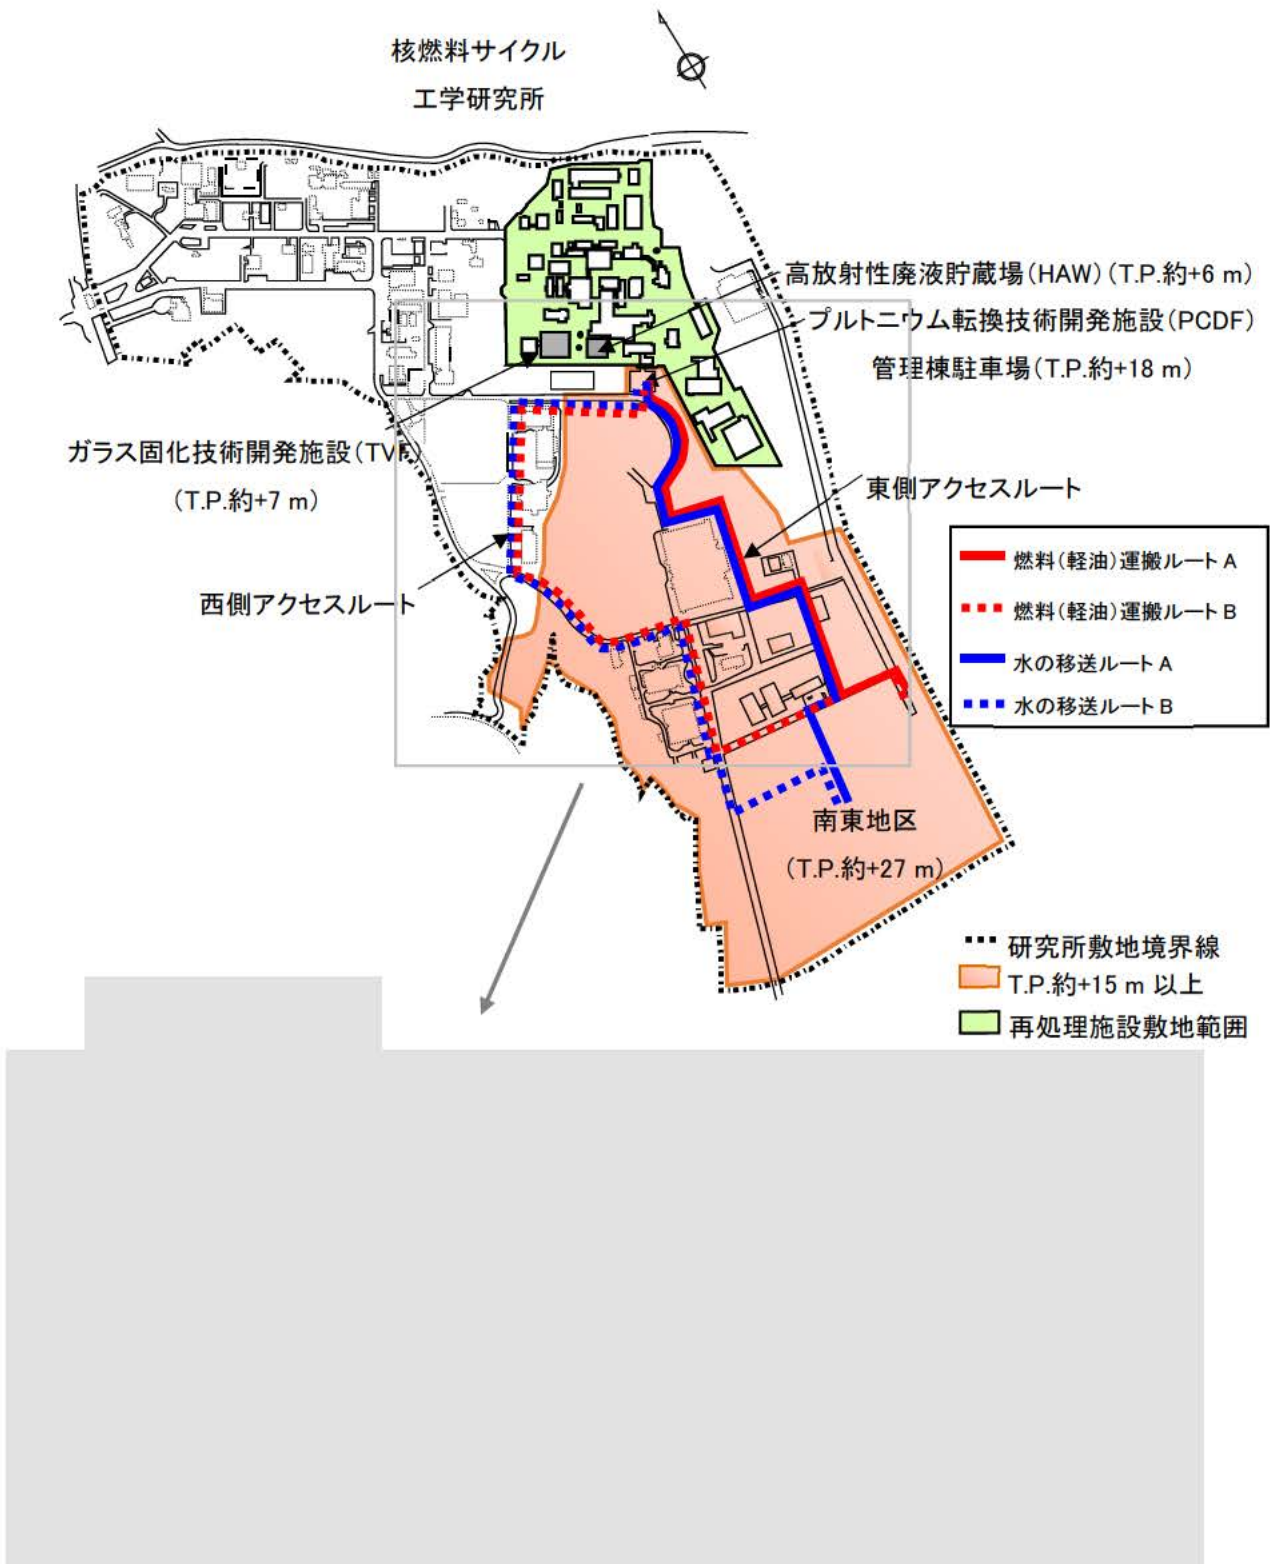 核燃料サイクル
工学研究所
高放射性廃液貯蔵場(HAW)(T.P.約+6 m)
プルトニウム転換技術開発施設(PCDF)
管理棟駐車場(T.P.約+18 m)
ガラス固化技術開発施設(TVF)
(T.P.約+7 m)
東側アクセスルート
西側アクセスルート
燃料(軽油)運搬ルート A
燃料(軽油)運搬ルート B
水の移送ルート A
水の移送ルート B
南東地区
(T.P.約+27 m)
研究所敷地境界線
T.P.約+15 m 以上
再処理施設敷地範囲